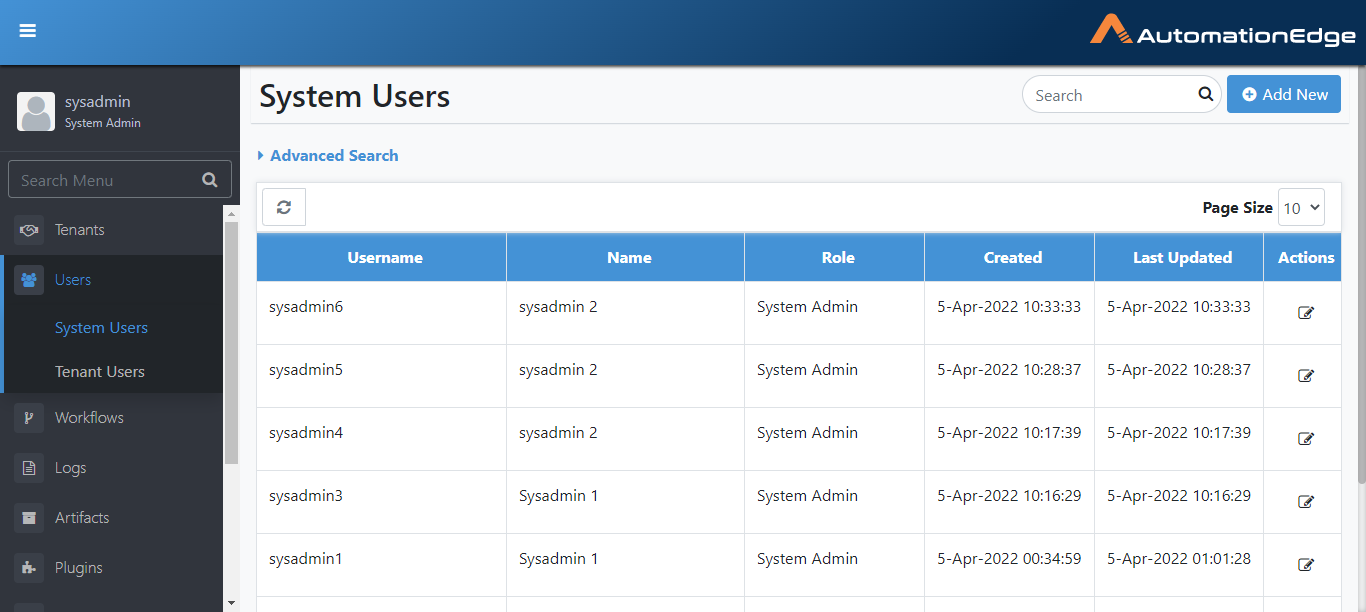 AutomationEdge
sysadmin
System Admin
Search Menu
Tenants
Users
System Users
Tenant Users
Workflows
Logs
Artifacts
Plugins
System Users
Search
Add New
Advanced Search
Page Size 10
Username Name Role Created Last Updated Actions
sysadmin6 sysadmin 2 System Admin 5-Apr-2022 10:33:33 5-Apr-2022 10:33:33
sysadmin5 sysadmin 2 System Admin 5-Apr-2022 10:28:37 5-Apr-2022 10:28:37
sysadmin4 sysadmin 2 System Admin 5-Apr-2022 10:17:39 5-Apr-2022 10:17:39
sysadmin3 Sysadmin 1 System Admin 5-Apr-2022 10:16:29 5-Apr-2022 10:16:29
sysadmin1 Sysadmin 1 System Admin 5-Apr-2022 00:34:59 5-Apr-2022 01:01:28